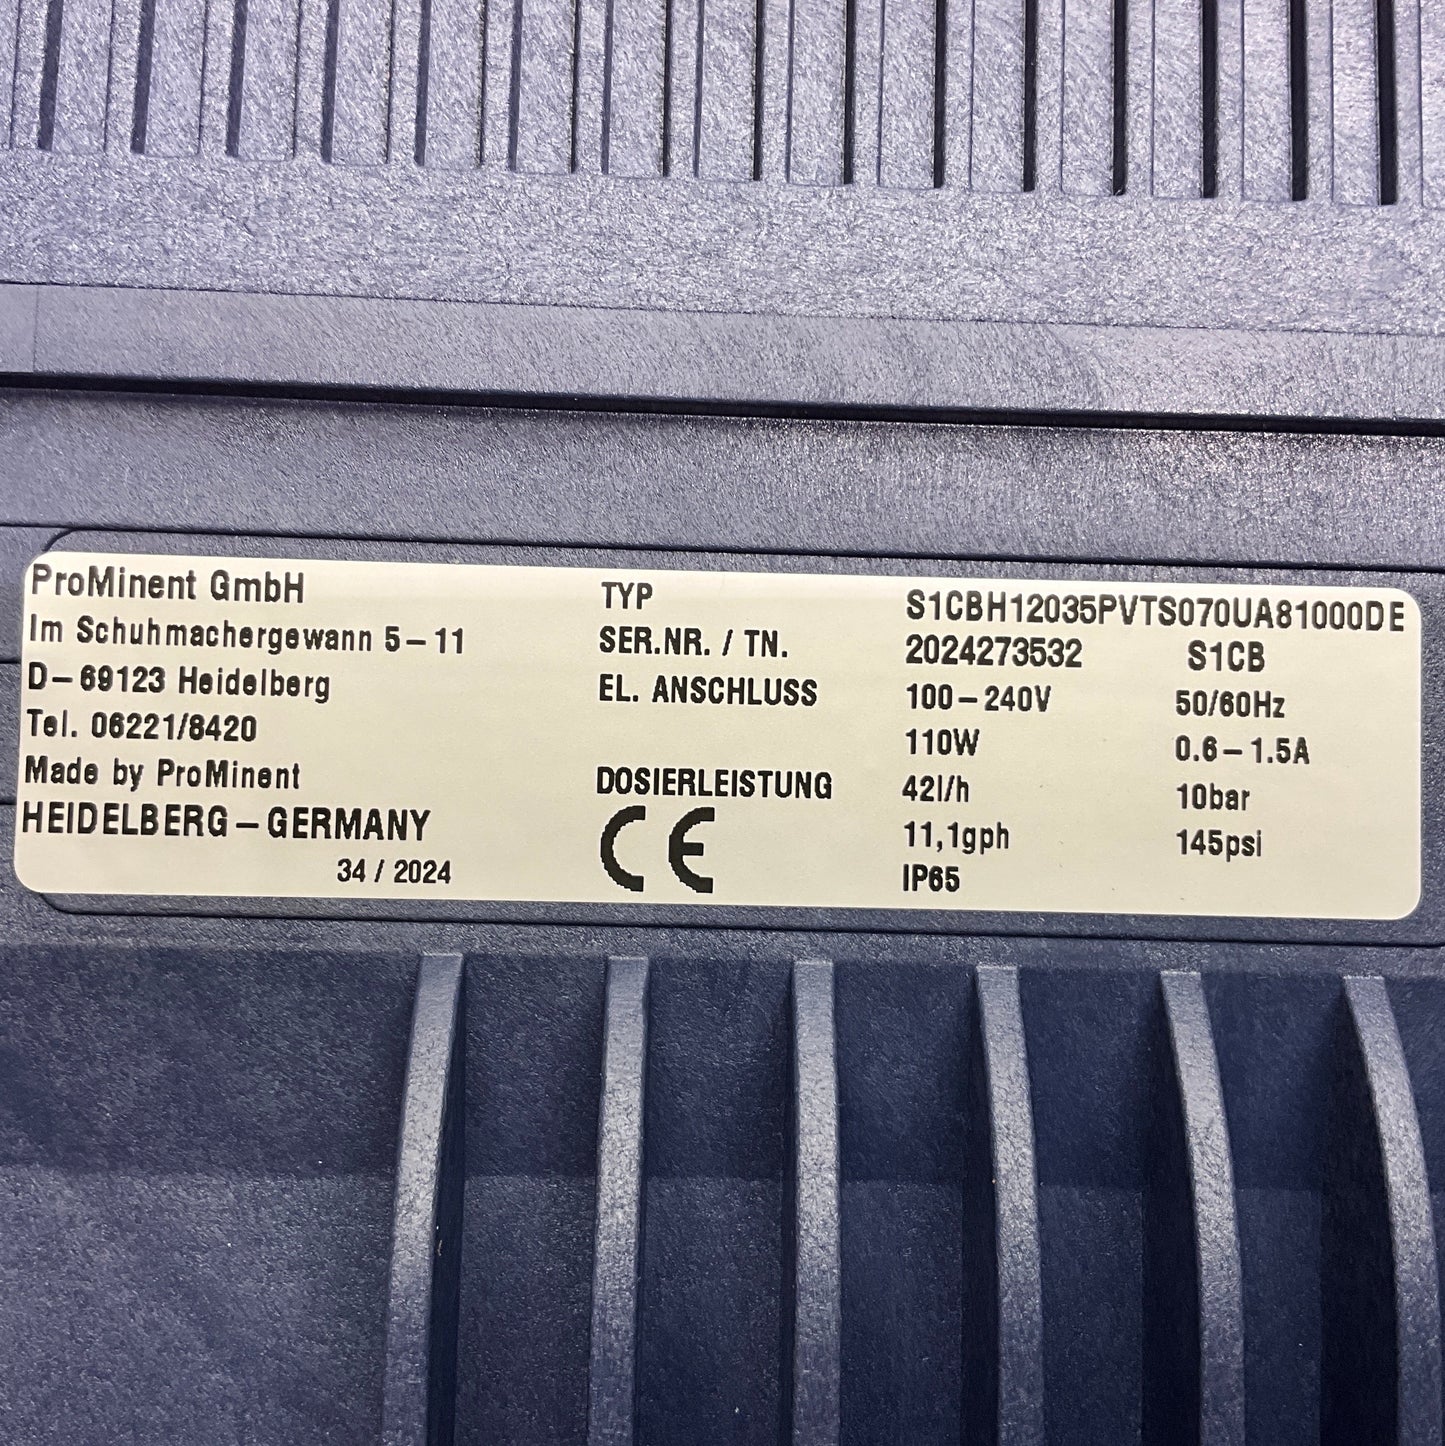 ProMinent GmbH
Im Schuhmachergewann 5-11
D-69123 Heidelberg
Tel. 06221/8420
Made by ProMinent
HEIDELBERG-GERMANY
34 / 2024
TYP S1CBH12035PVTS070UA81000DE
SER.NR. / TN. 2024273532 S1CB
EL. ANSCHLUSS 100-240V 50/60Hz
110W 0.6-1.5A
DOSIERLEISTUNG 42l/h 10bar
11,1gph 145psi
CE IP65